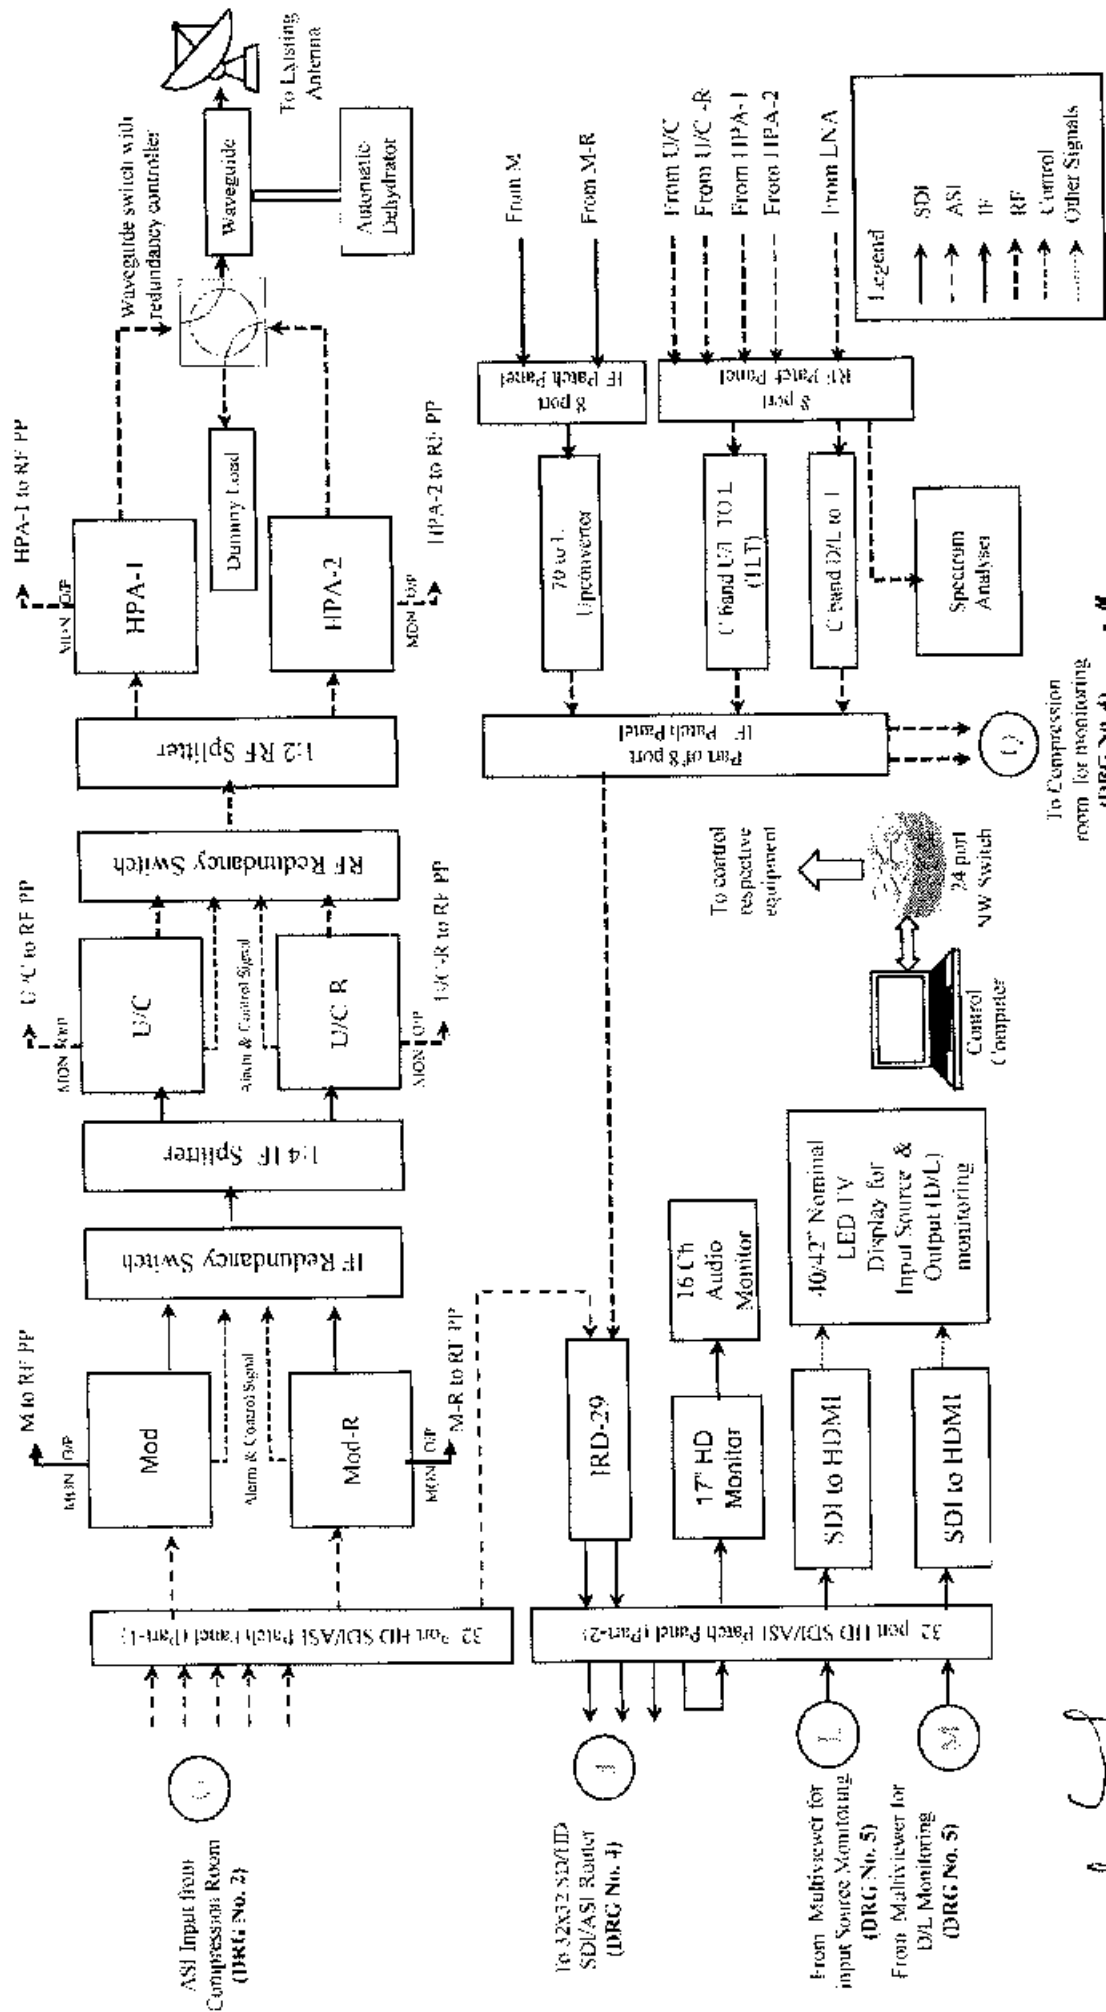 ASI Input from
Compression Room
(DRG No. 2)
32 Port HD SDI/ASI Patch Panel (Part-1)
Mod
MON O/P
M to RF PP
Alarm & Control Signal
Mod-R
MON O/P
M-R to RF PP
IF Redundancy
Switch
1:4 IF Splitter
U/C
MON O/P
U/C to RF PP
Alarm & Control Signal
U/C R
MON O/P
U/C-R to RF PP
RF Redundancy
Switch
1:2 RF Splitter
HPA-1
MON O/P
HPA-1 to RF PP
HPA-2
MON O/P
HPA-2 to RF PP
Dummy Load
Waveguide switch with
redundancy controller
Waveguide
Automatic
Dehydrator
To Existing
Antenna
To 32x32 SD/HD
SDI/ASI Router
(DRG No. 4)
From Multiviewer for
input Source Monitoring
(DRG No. 5)
L
From Multiviewer for
D/L Monitoring
(DRG No. 5)
M
32 port HD SDI/ASI Patch Panel (Part-2)
IRD-29
17" HD
Monitor
16 Ch
Audio
Monitor
SDI to HDMI
SDI to HDMI
40/42" Nominal
LED TV
Display for
Input Source &
Output (D/L)
monitoring
Control
Computer
24 port
NW Switch
To control
respective
equipment
Part of 8 port
IF Patch Panel
To Compression
room for monitoring
70 to L
Upconverter
C band U/L TO L
(TLT)
C band D/L to L
Spectrum
Analyser
8 port
IF Patch Panel
8 port
RF Patch Panel
From M
From M-R
From U/C
From U/C -R
From HPA-1
From HPA-2
From LNA
Legend
SDI
ASI
IF
RF
Control
Other Signals